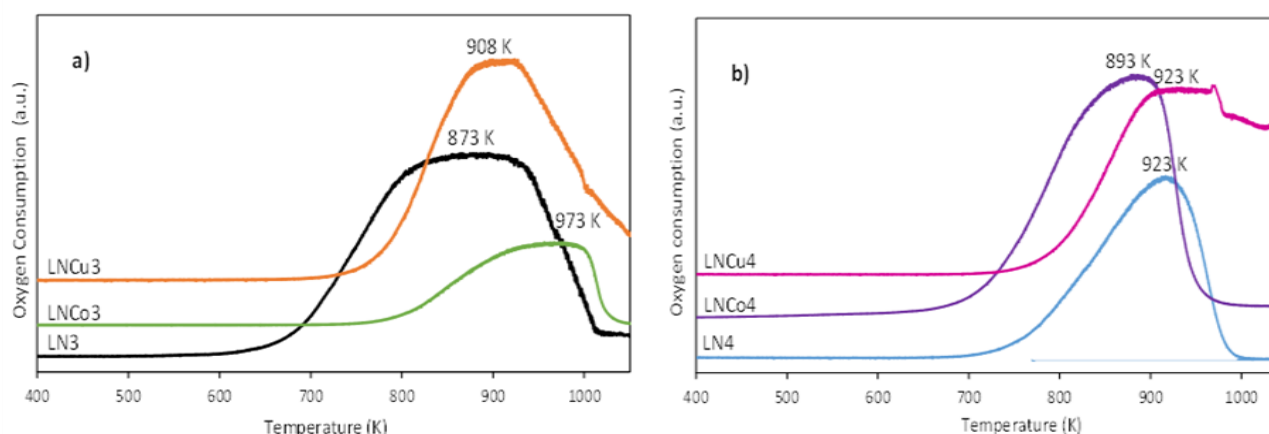 a)
908 K
873 K
973 K
LNCu3
LNCo3
LN3
Oxygen Consumption (a.u.)
400 500 600 700 800 900 1000
Temperature (K)
b)
893 K
923 K
923 K
LNCu4
LNCo4
LN4
Oxygen consumption (a.u.)
400 500 600 700 800 900 1000
Temperature (K)